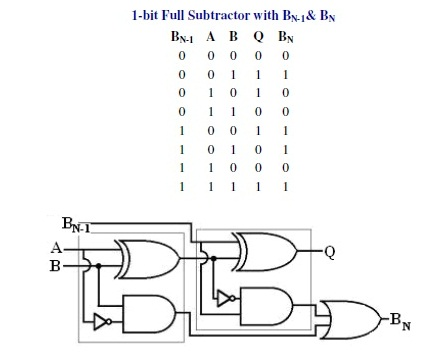 1-bit Full Subtractor with BN-1& BN
BN-1 A B Q BN
0 0 0 0 0
0 0 1 1 1
0 1 0 1 0
0 1 1 0 0
1 0 0 1 1
1 0 1 0 1
1 1 0 0 0
1 1 1 1 1
BN-1
A
B
Q
BN